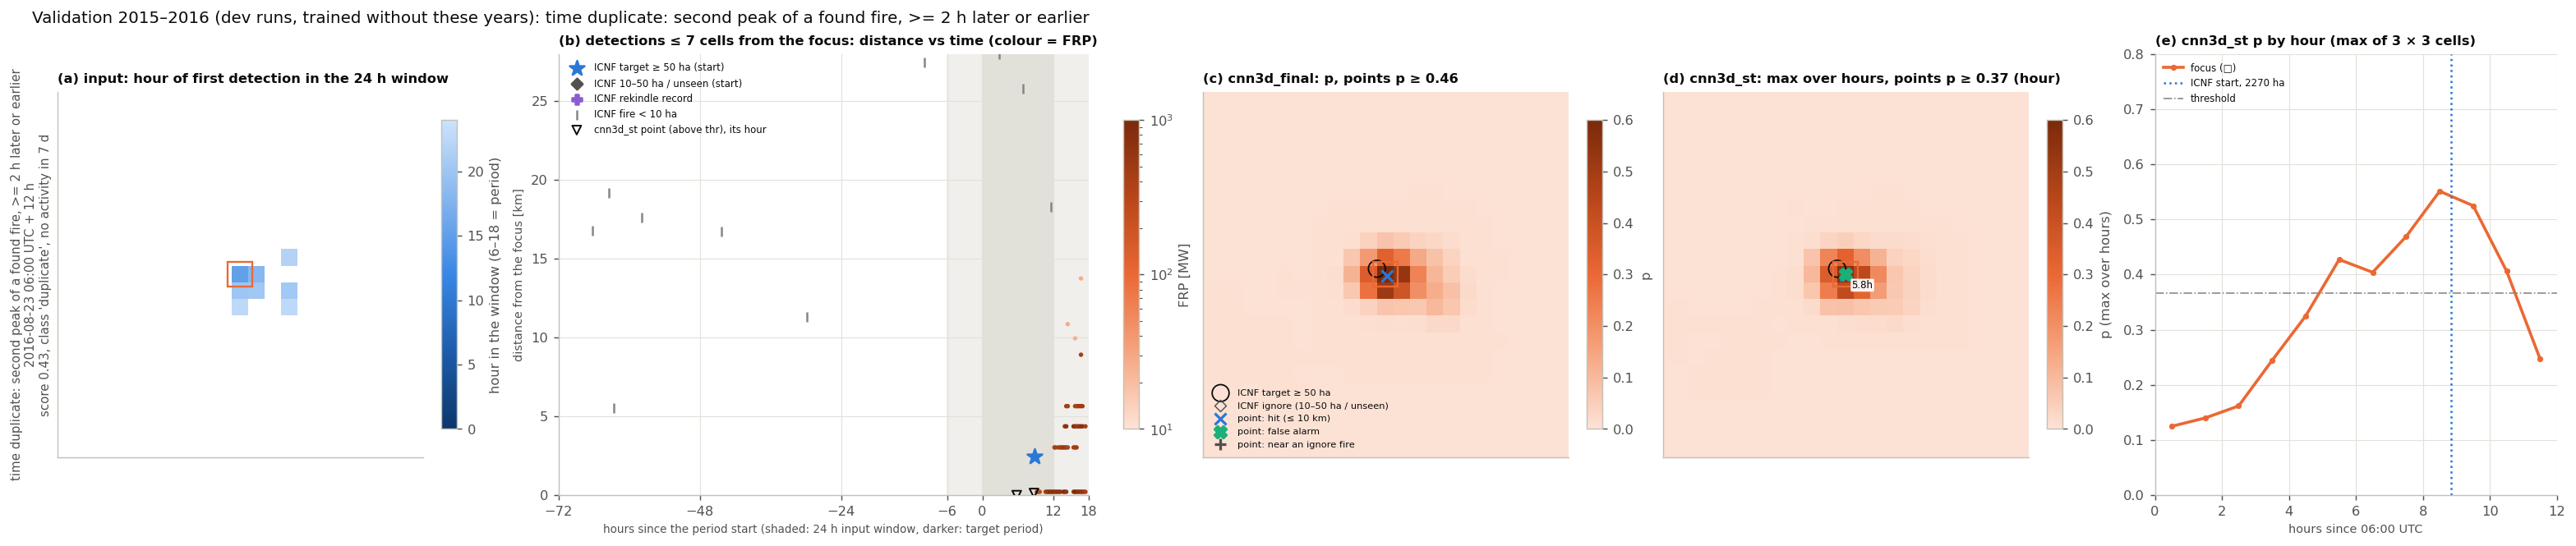 Validation 2015–2016 (dev runs, trained without these years): time duplicate: second peak of a found fire, >= 2 h later or earlier
time duplicate: second peak of a found fire, >= 2 h later or earlier
2016-08-23 06:00 UTC + 12 h
score 0.43, class 'duplicate', no activity in 7 d
(a) input: hour of first detection in the 24 h window
20
15
10
5
0
hour in the window (6–18 = period)
(b) detections ≤ 7 cells from the focus: distance vs time (colour = FRP)
ICNF target ≥ 50 ha (start)
ICNF 10–50 ha / unseen (start)
ICNF rekindle record
ICNF fire < 10 ha
cnn3d_st point (above thr), its hour
distance from the focus [km]
25
20
15
10
5
0
−72
−48
−24
−6
0
12
18
hours since the period start (shaded: 24 h input window, darker: target period)
10³
10²
10¹
FRP [MW]
(c) cnn3d_final: p, points p ≥ 0.46
ICNF target ≥ 50 ha
ICNF ignore (10–50 ha / unseen)
point: hit (≤ 10 km)
point: false alarm
point: near an ignore fire
0.6
0.5
0.4
0.3
0.2
0.1
0.0
p
(d) cnn3d_st: max over hours, points p ≥ 0.37 (hour)
5.8h
0.6
0.5
0.4
0.3
0.2
0.1
0.0
p (max over hours)
(e) cnn3d_st p by hour (max of 3 × 3 cells)
focus (□)
ICNF start, 2270 ha
threshold
0.8
0.7
0.6
0.5
0.4
0.3
0.2
0.1
0.0
0
2
4
6
8
10
12
hours since 06:00 UTC